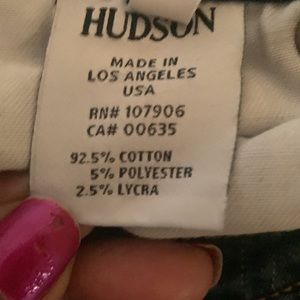 HUDSON
MADE IN
LOS ANGELES
USA
RN# 107906
CA# 00635
92.5% COTTON
5% POLYESTER
2.5% LYCRA